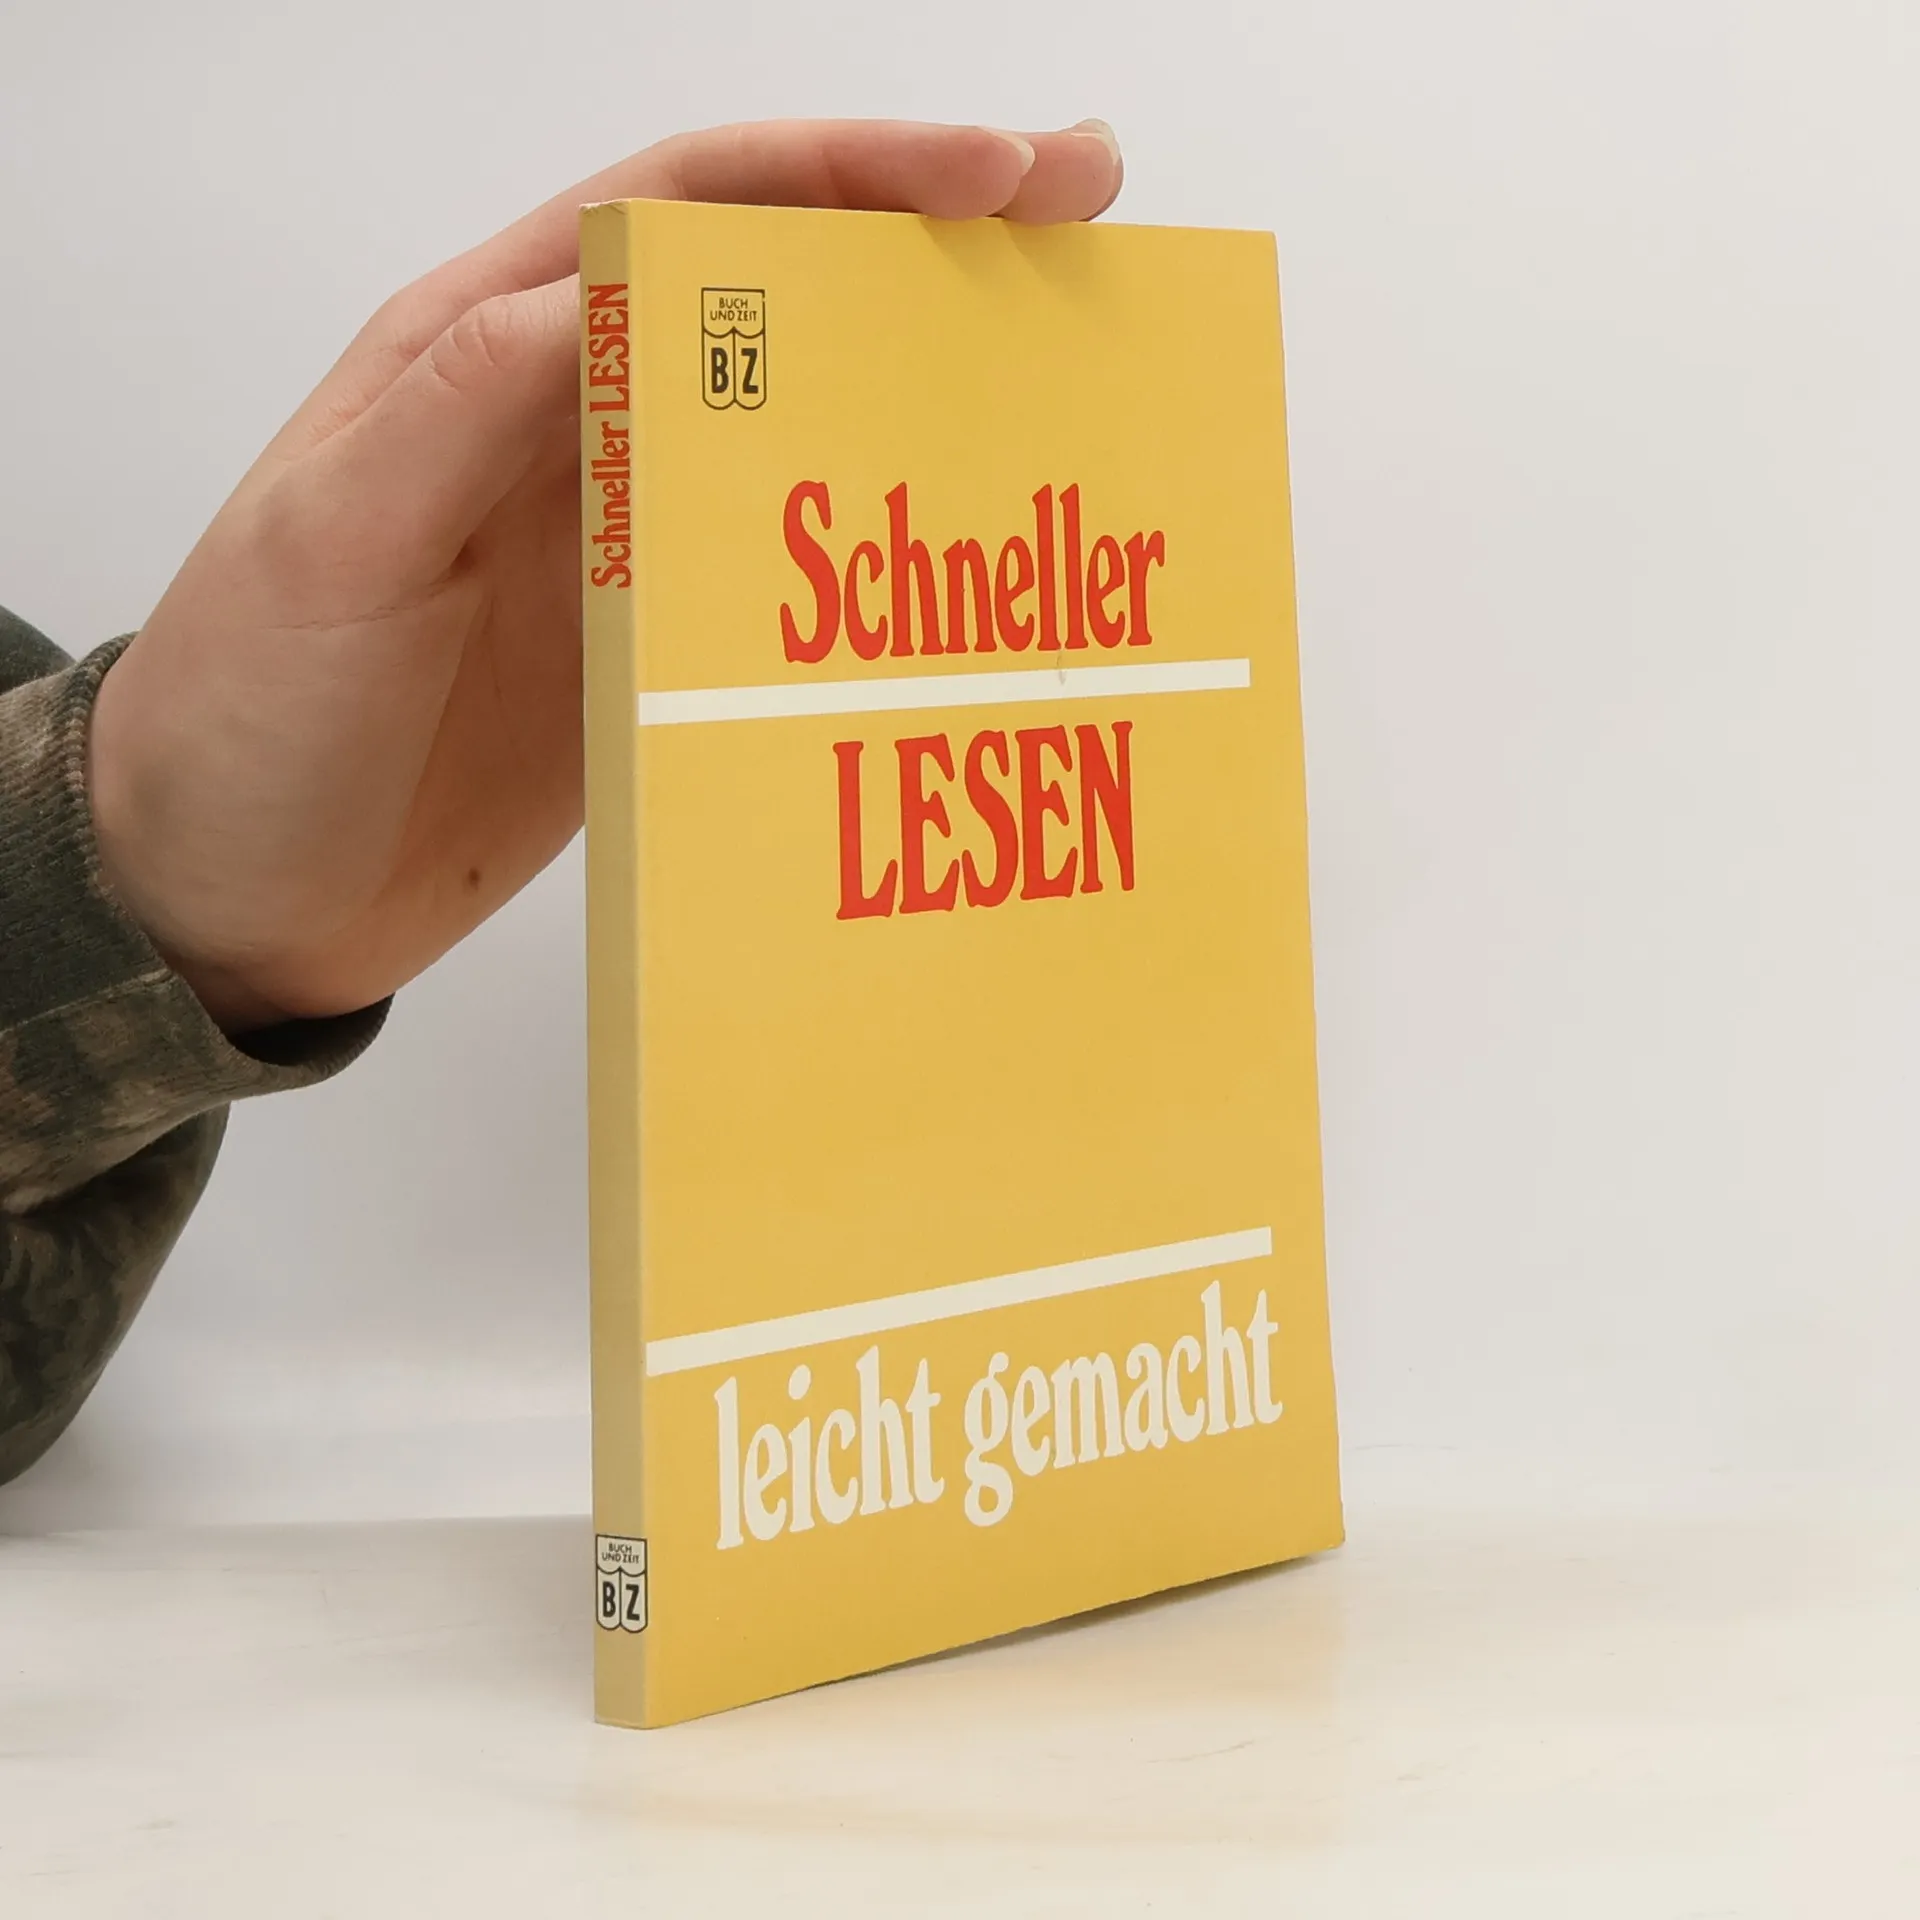 Schneller LESEN
BUCH
UND ZEIT
BZ
BUCH
UND ZEIT
BZ
Schneller
LESEN
leicht gemacht